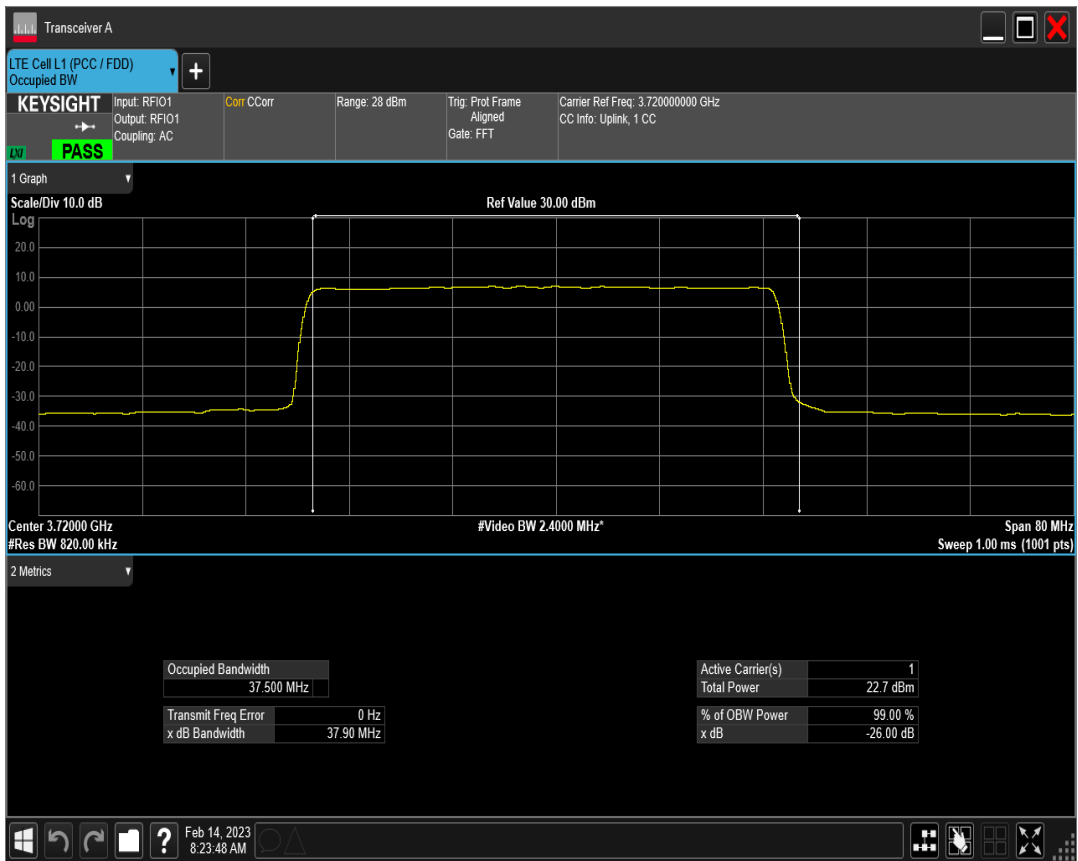 Transceiver A
LTE Cell L1 (PCC / FDD)
Occupied BW
+
KEYSIGHT
LXI
PASS
Input: RFIO1
Output: RFIO1
Coupling: AC
Corr CCorr
Range: 28 dBm
Trig: Prot Frame
Aligned
Gate: FFT
Carrier Ref Freq: 3.720000000 GHz
CC Info: Uplink, 1 CC
1 Graph
Scale/Div 10.0 dB
Ref Value 30.00 dBm
Log
20.0
10.0
0.00
-10.0
-20.0
-30.0
-40.0
-50.0
-60.0
Center 3.72000 GHz
#Video BW 2.4000 MHz*
Span 80 MHz
#Res BW 820.00 kHz
Sweep 1.00 ms (1001 pts)
2 Metrics
Occupied Bandwidth
37.500 MHz
Transmit Freq Error 0 Hz
x dB Bandwidth 37.90 MHz
Active Carrier(s) 1
Total Power 22.7 dBm
% of OBW Power 99.00 %
x dB -26.00 dB
?
Feb 14, 2023
8:23:48 AM